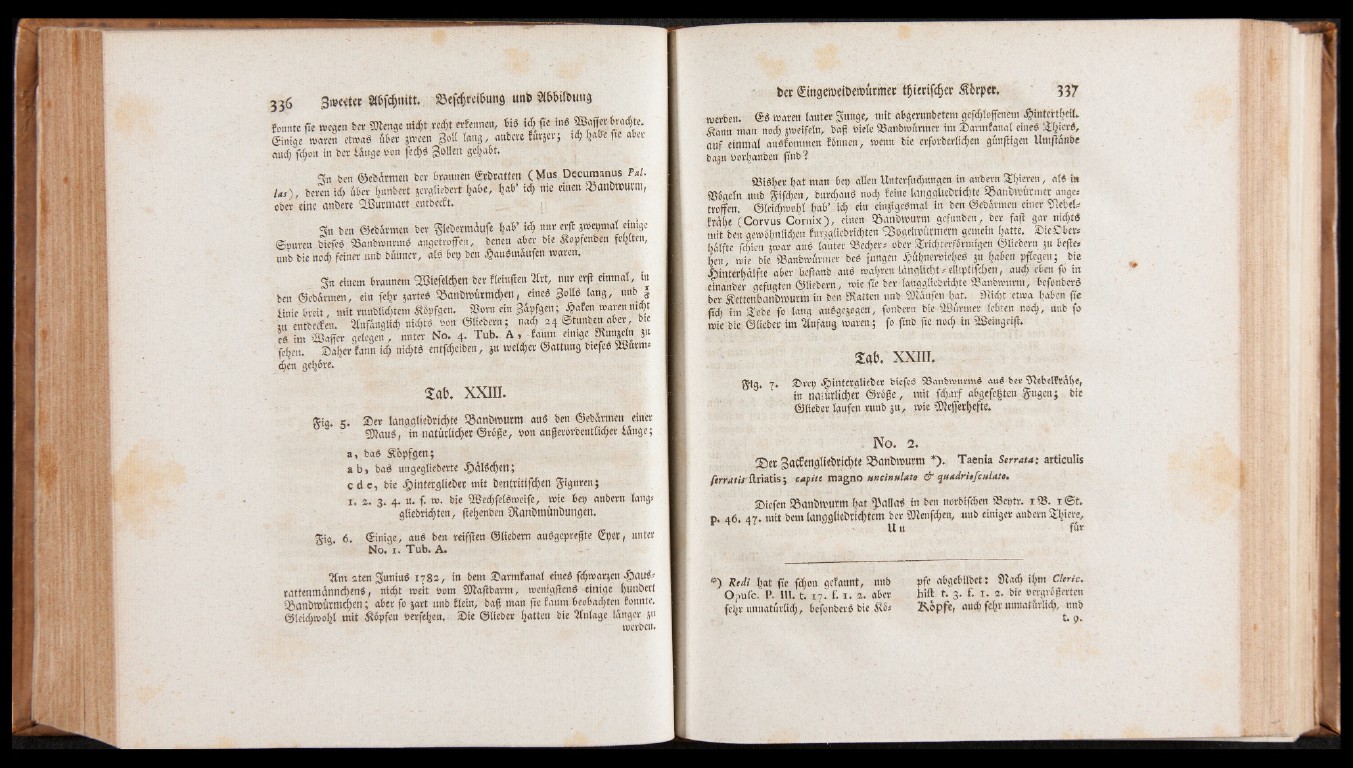 336 Zweeter Abschnitt. Beschreibung und Abbildung
konnte sie wegen der Menge nicht recht erkennen, bis ich sie ins Wasser brachte.
Einige waren etwas über zween Zoll lang, andere kürzer; ich habe sie aber
auch schon in der Länge von sechs Zollen gehabt.
In den Gedärmen der braunen Erdratten (Mus Decumanus Pal-
las), deren ich über hundert zergliedert habe, hab' ich nie einen Bandwurm,
oder eine andere Wurmart entdeckt.
In den Gedärmen der Fledermäuse hab' ich nur erst zweymal einige
Spuren dieses Bandwurms angetroffen, denen aber die Kopfenden fehlten,
und die noch feiner und dünner, als bey den Hausmäusen waren.
In einem braunem Wieselchen der kleinsten Art, nur erst einmal, in
den Gedärmen, ein sehr zartes Bandwürmchen, eines Zolls lang, und
Linie breit, mit rundlichtem Köpfgen. Vorn ein Zäpfgen; Haken waren nicht
zu entdecken. Anfänglich nichts von Gliedern; nach 24 Stunden aber, die
es im Wasser gelegen, unter No. 4. Tub. A, kaum einige Runzeln zu
sehen. Daher kann ich nichts entscheiden, zu welcher Gattung dieses Würm-
chen gehöre.
Tab. XXIII.
Fig. 5. Der langgliedrichte Bandwurm aus den Gedärmen einer
Maus, in natürlicher Größe, von außerordentlicher Länge;
a, das Köpfgen;
a b, das ungegliederte Hälschen;
c d e, die Hinterglieder mit dentritischen Figuren;
1. 2. 3. 4. u. s. w. die Wechselsweise, wie bey andern lang-
gliedrichten, stehenden Randmündungen.
Fig. 6. Einige, aus den reifsten Gliedern ausgepreßte Eyer, unter
No. 1. Tub. A.
Am 2ten Junius 1782, in dem Darmkanal eines schwarzen Haus-
rattenmännchens, nicht weit vom Mastdarm, wenigstens einige hundert
Bandwürmchen; aber so zart und klein, daß man sie kaum beobachten konnte.
Gleichwohl mit Köpfen versehen. Die Glieder hatten die Anlage länger zu
werden.
der Eingeweidewürmer thierischer Körper. 337
werden. Es waren lauter Junge, mit abgerundetem geschlossenem Hintertheil.
Kann man noch zweifeln, daß viele Bandwürmer im Darmkanal eines Thiers,
auf einmal auskommen können, wenn die erforderlichen günstigen Umstände
dazu vorhanden sind?
Bisher hat man bey allen Untersuchungen in andern Thieren, als in
Vögeln und Fischen, durchaus noch keine langgliedrichte Bandwürmer ange-
troffen. Gleichwohl hab' ich ein einzigesmal in den Gedärmen einer Nebel-
krähe (Corvus Cornix), einen Bandwurm gefunden, der fast gar nichts
mit den gewöhnlichen kurzgliedrichten Vogelwürmern gemein hatte. Die Ober-
hälfte schien zwar aus lauter Becher- oder Trichterförmigen Gliedern zu beste-
hen, wie die Bandwürmer des jungen Hühnerviehes zu haben pflegen; die
Hinterhälfte aber bestand aus wahren länglicht-elliptischen, auch eben so in
einander gefugten Gliedern, wie sie der langgliedrichte Bandwurm, besonders
der Kettenbandwurm in den Ratten und Mäusen hat. Nicht etwa haben sie
sich im Tode so lang ausgezogen, sondern die Würmer lebten noch, und so
wie die Glieder im Anfang waren; so sind sie noch in Weingeist.
Tab. XXIII.
Fig. 7. Drey Hinterglieder dieses Bandwurms aus der Nebelkrähe,
in natürlicher Größe, mit scharf abgesetzten Fugen; die
Glieder laufen rund zu, wie Messerhefte.
No. 2.
Der Zackengliedrichte Bandwurm *). Taenia Serrata: articulis
serratis striatis; capite magno uncinulato & quadriosculato.
Diesen Bandwurm hat Pallas in den nordischen Beytr. 1 B. 1 St.
p. 46. 47. mit dem langgliedrichtem der Menschen, und einiger andern Thiere,
U u für
*) Redi hat sie schon gekannt, und
Opusc. P. III. t. 17. f. 1. 2. aber
sehr unnatürlich, besonders die Kö-
pfe abgebildet: Nach ihm Cleric.
hist t. 3. f. 1. 2. die vergrößerten
Köpfe, auch sehr unnatürlich, und
t. 9.